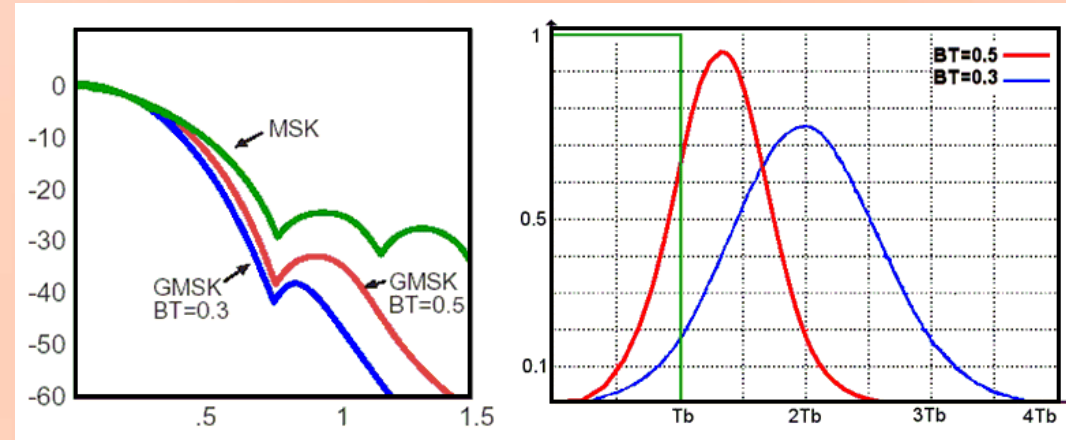 0
-10
-20
-30
-40
-50
-60
MSK
GMSK
BT=0.3
GMSK
BT=0.5
.5
1
1.5
1
0.5
0.1
BT=0.5
BT=0.3
Tb
2Tb
3Tb
4Tb